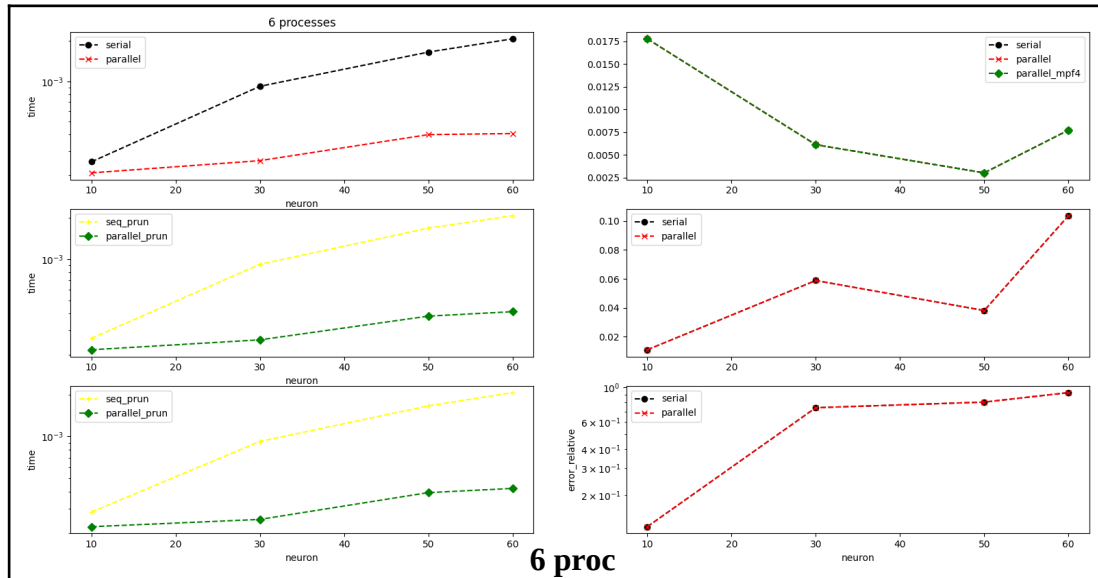 6 processes
serial
parallel
10⁻³
time
10 20 30 40 50 60
neuron
serial
parallel
parallel_mpf4
0.0175
0.0150
0.0125
0.0100
0.0075
0.0050
0.0025
10 20 30 40 50 60
seq_prun
parallel_prun
10⁻³
time
10 20 30 40 50 60
neuron
serial
parallel
0.10
0.08
0.06
0.04
0.02
10 20 30 40 50 60
seq_prun
parallel_prun
10⁻³
time
10 20 30 40 50 60
neuron
serial
parallel
10⁰
6 × 10⁻¹
4 × 10⁻¹
3 × 10⁻¹
2 × 10⁻¹
error_relative
10 20 30 40 50 60
neuron
6 proc